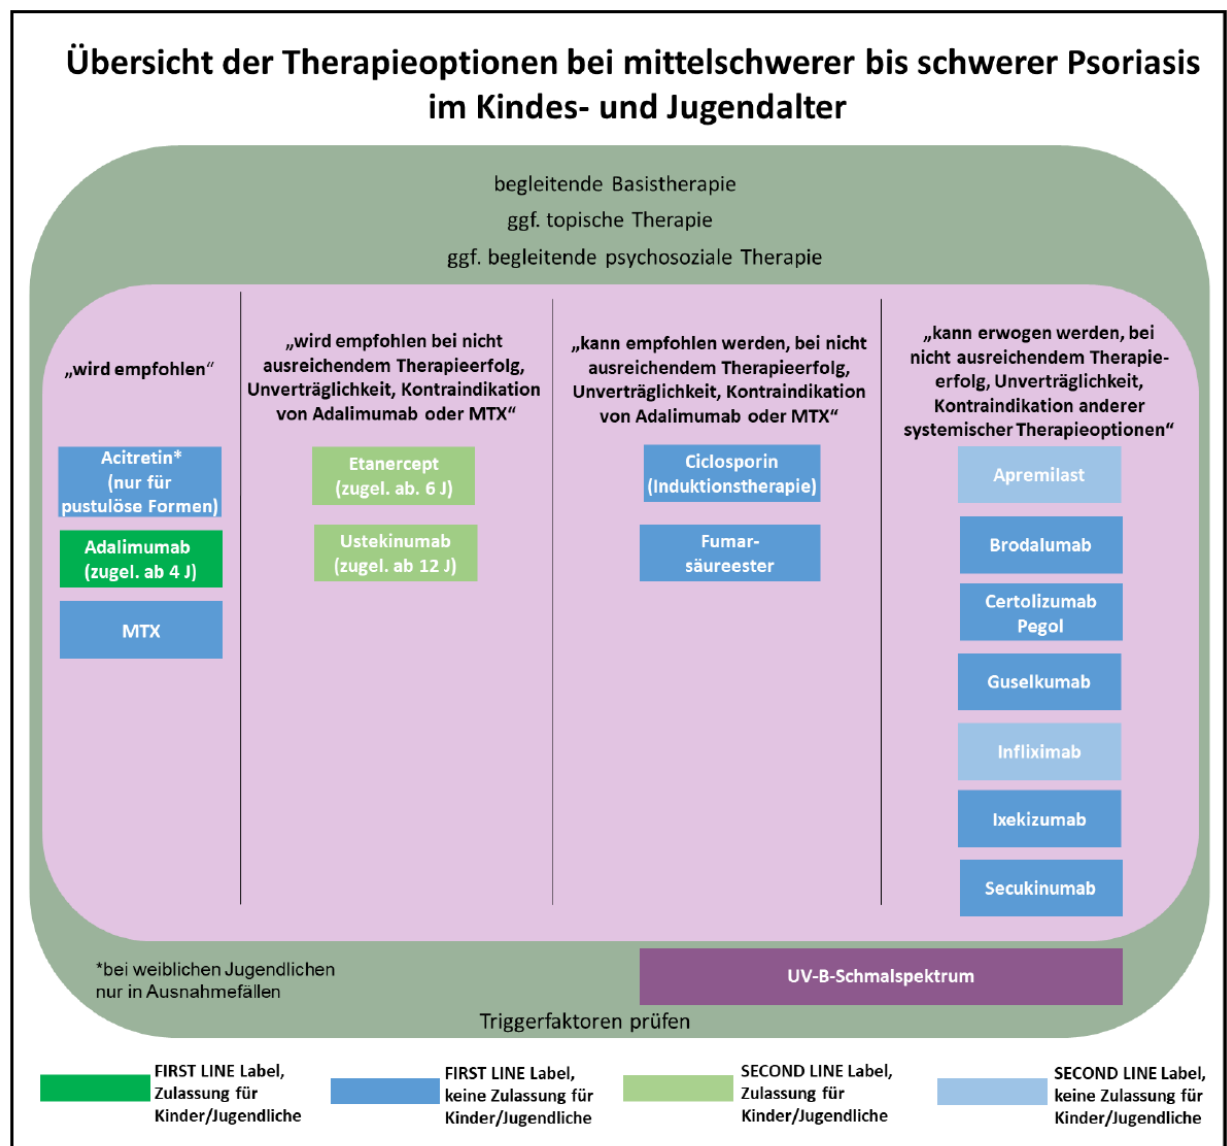 Übersicht der Therapieoptionen bei mittelschwerer bis schwerer Psoriasis
im Kindes- und Jugendalter
begleitende Basistherapie
ggf. topische Therapie
ggf. begleitende psychosoziale Therapie
„wird empfohlen“
Acitretin*
(nur für
pustulöse Formen)
Adalimumab
(zugel. ab 4 J)
MTX
„wird empfohlen bei nicht
ausreichendem Therapieerfolg,
Unverträglichkeit, Kontraindikation
von Adalimumab oder MTX“
Etanercept
(zugel. ab. 6 J)
Ustekinumab
(zugel. ab 12 J)
„kann empfohlen werden, bei nicht
ausreichendem Therapieerfolg,
Unverträglichkeit, Kontraindikation
von Adalimumab oder MTX“
Ciclosporin
(Induktionstherapie)
Fumar-
säureester
„kann erwogen werden, bei
nicht ausreichendem Therapie-
erfolg, Unverträglichkeit,
Kontraindikation anderer
systemischer Therapieoptionen“
Apremilast
Brodalumab
Certolizumab
Pegol
Guselkumab
Infliximab
Ixekizumab
Secukinumab
*bei weiblichen Jugendlichen
nur in Ausnahmefällen
UV-B-Schmalspektrum
Triggerfaktoren prüfen
FIRST LINE Label,
Zulassung für
Kinder/Jugendliche
FIRST LINE Label,
keine Zulassung für
Kinder/Jugendliche
SECOND LINE Label,
Zulassung für
Kinder/Jugendliche
SECOND LINE Label,
keine Zulassung für
Kinder/Jugendliche